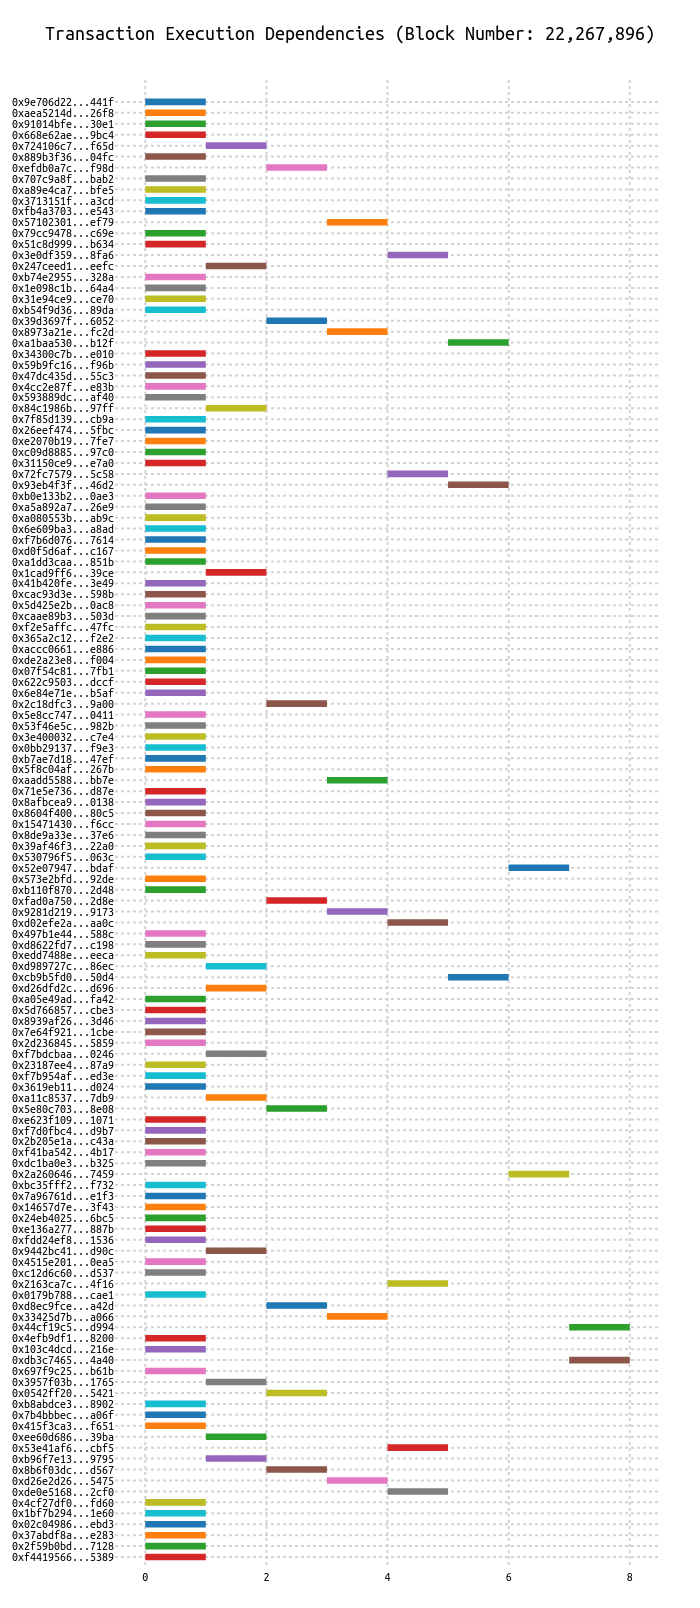 Transaction Execution Dependencies (Block Number: 22,267,896)
0x9e706d22...441f
0xaea5214d...26f8
0x91014bfe...30e1
0x668e62ae...9bc4
0x724106c7...f65d
0x889b3f36...04fc
0xefdb0a7c...f98d
0x707c9a8f...bab2
0xa89e4ca7...bfe5
0x3713151f...a3cd
0xfb4a3703...e543
0x57102301...ef79
0x79cc9478...c69e
0x51c8d999...b634
0x3e0df359...8fa6
0x247ceed1...eefc
0xb74e2955...328a
0x1e098c1b...64a4
0x31e94ce9...ce70
0xb54f9d36...89da
0x39d3697f...6052
0x8973a21e...fc2d
0xa1baa530...b12f
0x34300c7b...e010
0x59b9fc16...f96b
0x47dc435d...55c3
0x4cc2e87f...e83b
0x593889dc...af40
0x84c1986b...97ff
0x7f85d139...cb9a
0x26eef474...5fbc
0xe2070b19...7fe7
0xc09d8885...97c0
0x31150ce9...e7a0
0x72fc7579...5c58
0x93eb4f3f...46d2
0xb0e133b2...0ae3
0xa5a892a7...26e9
0xa080553b...ab9c
0x6e609ba3...a8ad
0xf7b6d076...7614
0xd0f5d6af...c167
0xa1dd3caa...851b
0x1cad9ff6...39ce
0x41b420fe...3e49
0xcac93d3e...598b
0x5d425e2b...0ac8
0xcaae89b3...503d
0xf2e5affc...47fc
0x365a2c12...f2e2
0xaccc0661...e886
0xde2a23e8...f004
0x07f54c81...7fb1
0x622c9503...dccf
0x6e84e71e...b5af
0x2c18dfc3...9a00
0x5e8cc747...0411
0x53f46e5c...982b
0x3e400032...c7e4
0x0bb29137...f9e3
0xb7ae7d18...47ef
0x5f8c04af...267b
0xaadd5588...bb7e
0x71e5e736...d87e
0x8afbcea9...0138
0x8604f400...80c5
0x15471430...f6cc
0x8de9a33e...37e6
0x39af46f3...22a0
0x530796f5...063c
0x52e07947...bdaf
0x573e2bfd...92de
0xb110f870...2d48
0xfad0a750...2d8e
0x9281d219...9173
0xd02efe2a...aa0c
0x497b1e44...588c
0xd8622fd7...c198
0xedd7488e...eeca
0xd989727c...86ec
0xcb9b5fd0...50d4
0xd26dfd2c...d696
0xa05e49ad...fa42
0x5d766857...cbe3
0x8939af26...3d46
0x7e64f921...1cbe
0x2d236845...5859
0xf7bdcbaa...0246
0x23187ee4...87a9
0xf7b954af...ed3e
0x3619eb11...d024
0xa11c8537...7db9
0x5e80c703...8e08
0xe623f109...1071
0xf7d0fbc4...d9b7
0x2b205e1a...c43a
0xf41ba542...4b17
0xdc1ba0e3...b325
0x2a260646...7459
0xbc35fff2...f732
0x7a96761d...e1f3
0x14657d7e...3f43
0x24eb4025...6bc5
0xe136a277...887b
0xfdd24ef8...1536
0x9442bc41...d90c
0x4515e201...0ea5
0xc12d6c60...d537
0x2163ca7c...4f16
0x0179b788...cae1
0xd8ec9fce...a42d
0x33425d7b...a066
0x44cf19c5...d994
0x4efb9df1...8200
0x103c4dcd...216e
0xdb3c7465...4a40
0x697f9c25...b61b
0x3957f03b...1765
0x0542ff20...5421
0xb8abdce3...8902
0x7b4bbbec...a06f
0x415f3ca3...f651
0xee60d686...39ba
0x53e41af6...cbf5
0xb96f7e13...9795
0x8b6f03dc...d567
0xd26e2d26...5475
0xde0e5168...2cf0
0x4cf27df0...fd60
0x1bf7b294...1e60
0x02c04986...ebd3
0x37abdf8a...e283
0x2f59b0bd...7128
0xf4419566...5389
0 2 4 6 8